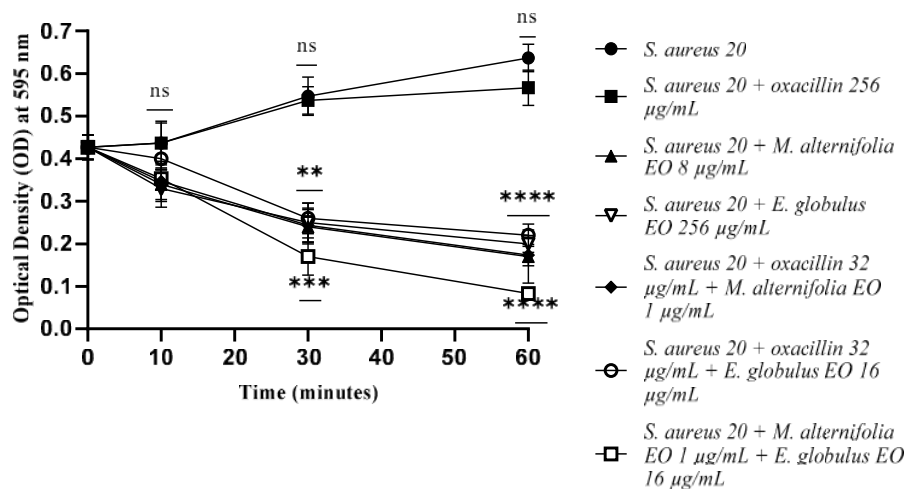 Optical Density (OD) at 595 nm
0.7
0.6
0.5
0.4
0.3
0.2
0.1
0.0
ns
ns
ns
**
****
***
****
0
10
20
30
40
50
60
Time (minutes)
S. aureus 20
S. aureus 20 + oxacillin 256
µg/mL
S. aureus 20 + M. alternifolia
EO 8 µg/mL
S. aureus 20 + E. globulus
EO 256 µg/mL
S. aureus 20 + oxacillin 32
µg/mL + M. alternifolia EO
1 µg/mL
S. aureus 20 + oxacillin 32
µg/mL + E. globulus EO 16
µg/mL
S. aureus 20 + M. alternifolia
EO 1 µg/mL + E. globulus EO
16 µg/mL